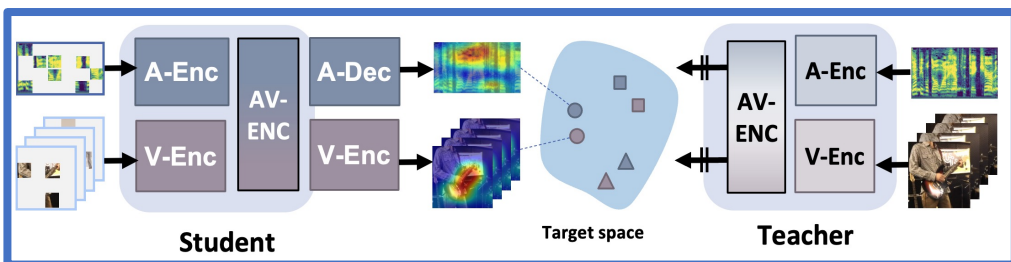 A-Enc
V-Enc
AV-
ENC
A-Dec
V-Enc
Student
Target space
AV-
ENC
A-Enc
V-Enc
Teacher